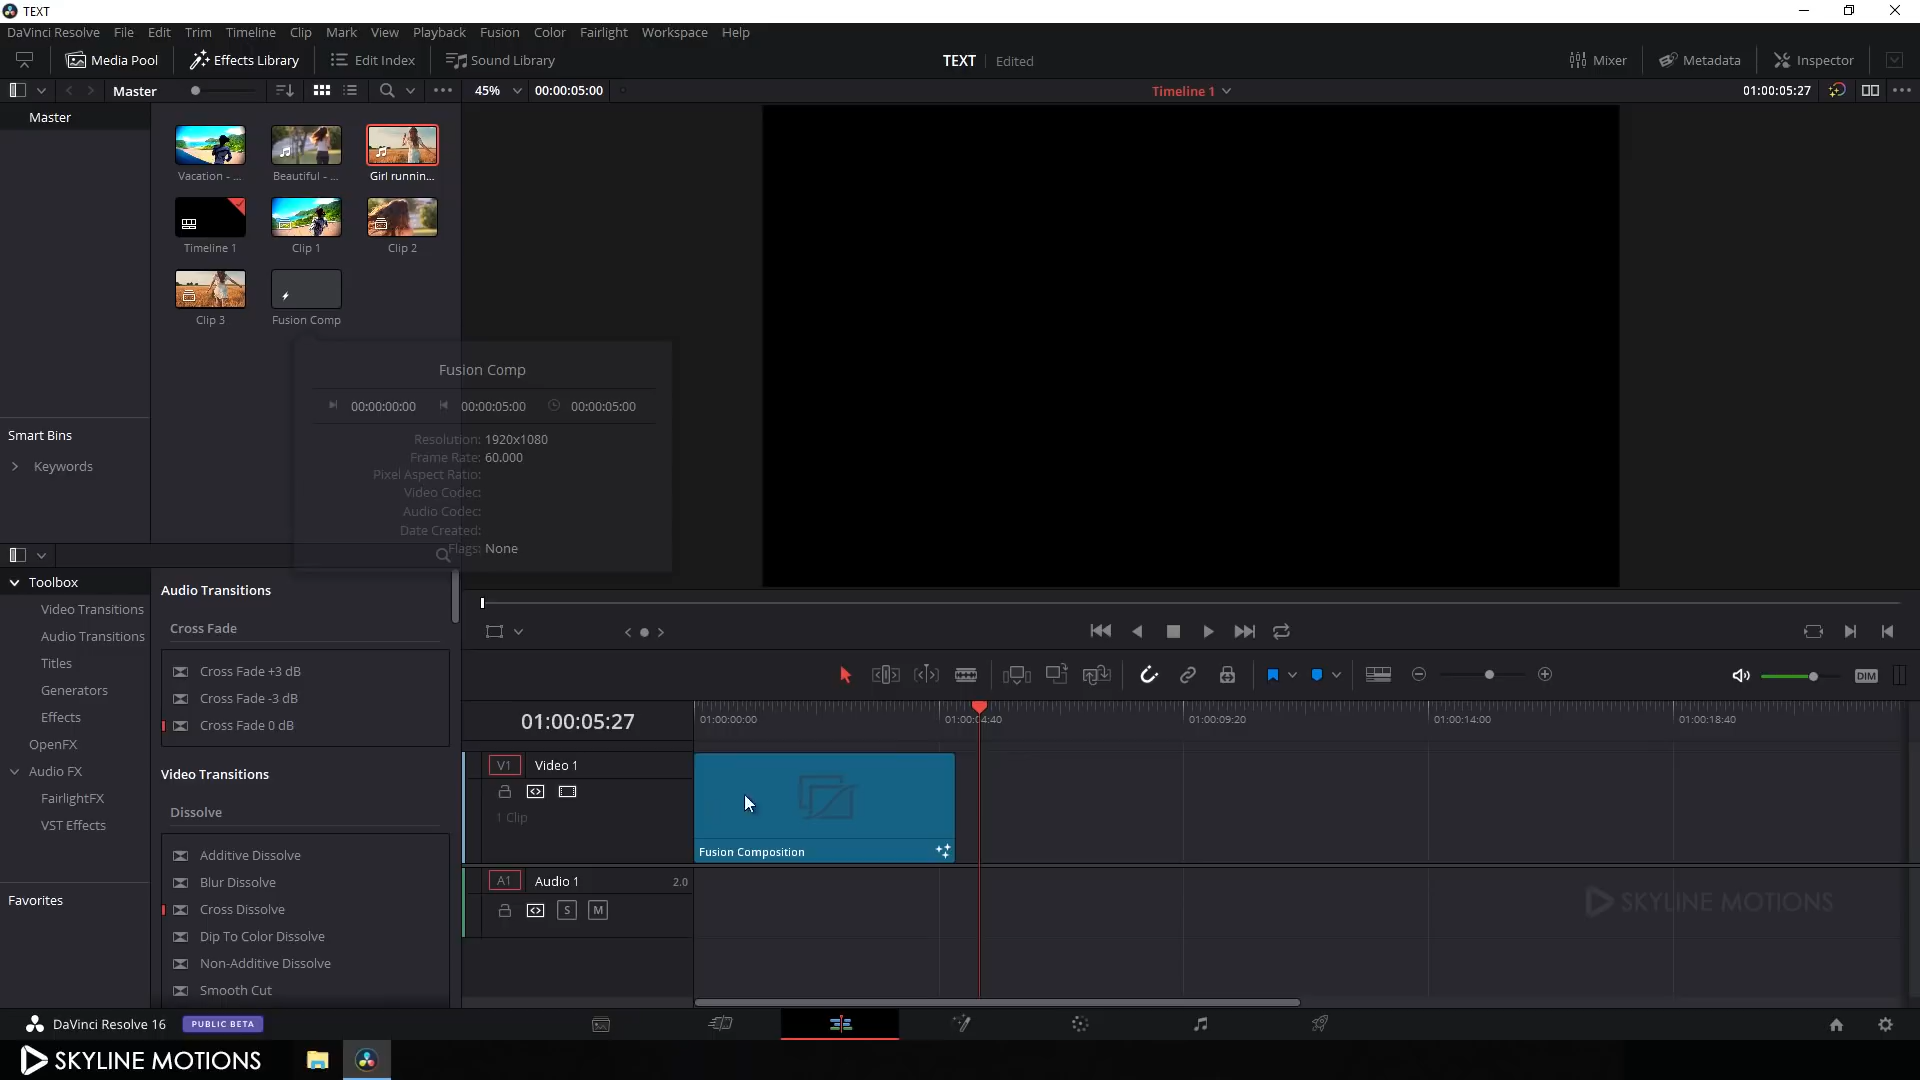 TEXT
DaVinci Resolve File Edit Trim Timeline Clip Mark View Playback Fusion Color Fairlight Workspace Help
Media Pool Effects Library Edit Index Sound Library TEXT Edited Mixer Metadata Inspector
Master 45% 00:00:05:00 Timeline 1 01:00:05:27
Master
Vacation - ... Beautiful - ... Girl runnin...
Timeline 1 Clip 1 Clip 2
Clip 3 Fusion Comp
Fusion Comp
00:00:00:00 00:00:05:00 00:00:05:00
Resolution: 1920x1080
Frame Rate: 60.000
Pixel Aspect Ratio:
Video Codec:
Audio Codec:
Date Created:
Flags: None
Smart Bins
Keywords
Toolbox
Video Transitions
Audio Transitions
Titles
Generators
Effects
OpenFX
Audio FX
FairlightFX
VST Effects
Favorites
Audio Transitions
Cross Fade
Cross Fade +3 dB
Cross Fade -3 dB
Cross Fade 0 dB
Video Transitions
Dissolve
Additive Dissolve
Blur Dissolve
Cross Dissolve
Dip To Color Dissolve
Non-Additive Dissolve
Smooth Cut
DIM
01:00:05:27 01:00:00:00 01:00:04:40 01:00:09:20 01:00:14:00 01:00:18:40
V1 Video 1
1 Clip
Fusion Composition
A1 Audio 1 2.0
S M
SKYLINE MOTIONS
DaVinci Resolve 16 PUBLIC BETA
SKYLINE MOTIONS